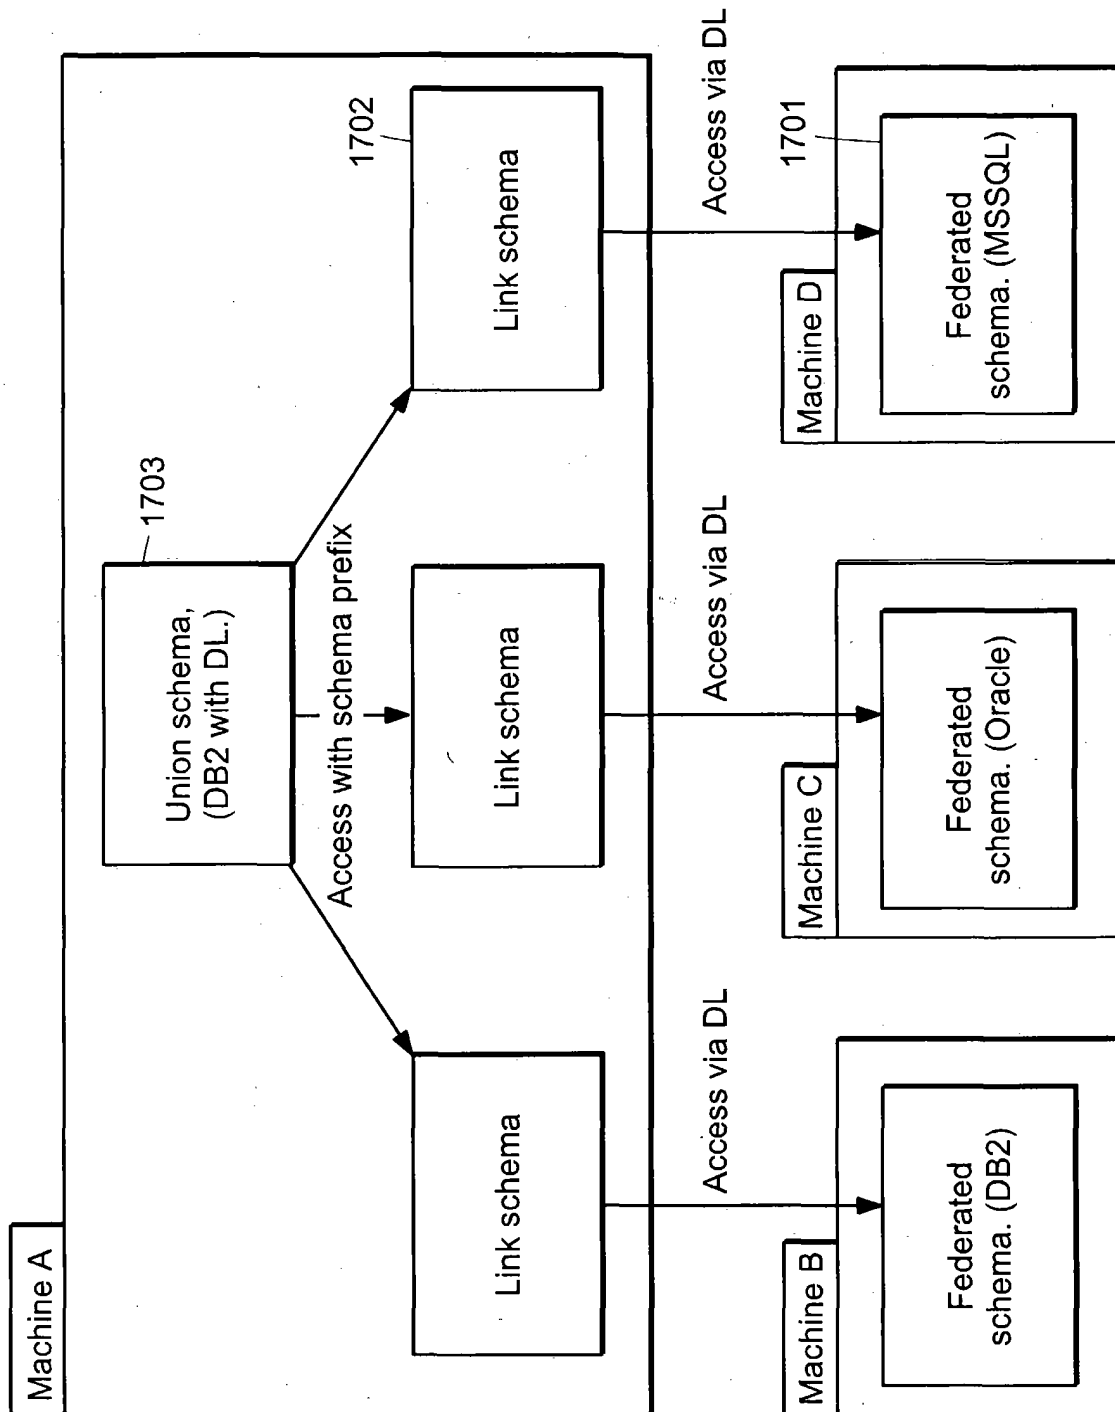 Machine A
Union schema,
(DB2 with DL.)
1703
Access with schema prefix
1702
Link schema
Link schema
Link schema
Access via DL
Access via DL
Access via DL
Machine B
Federated
schema. (DB2)
Machine C
Federated
schema. (Oracle)
Machine D
1701
Federated
schema. (MSSQL)